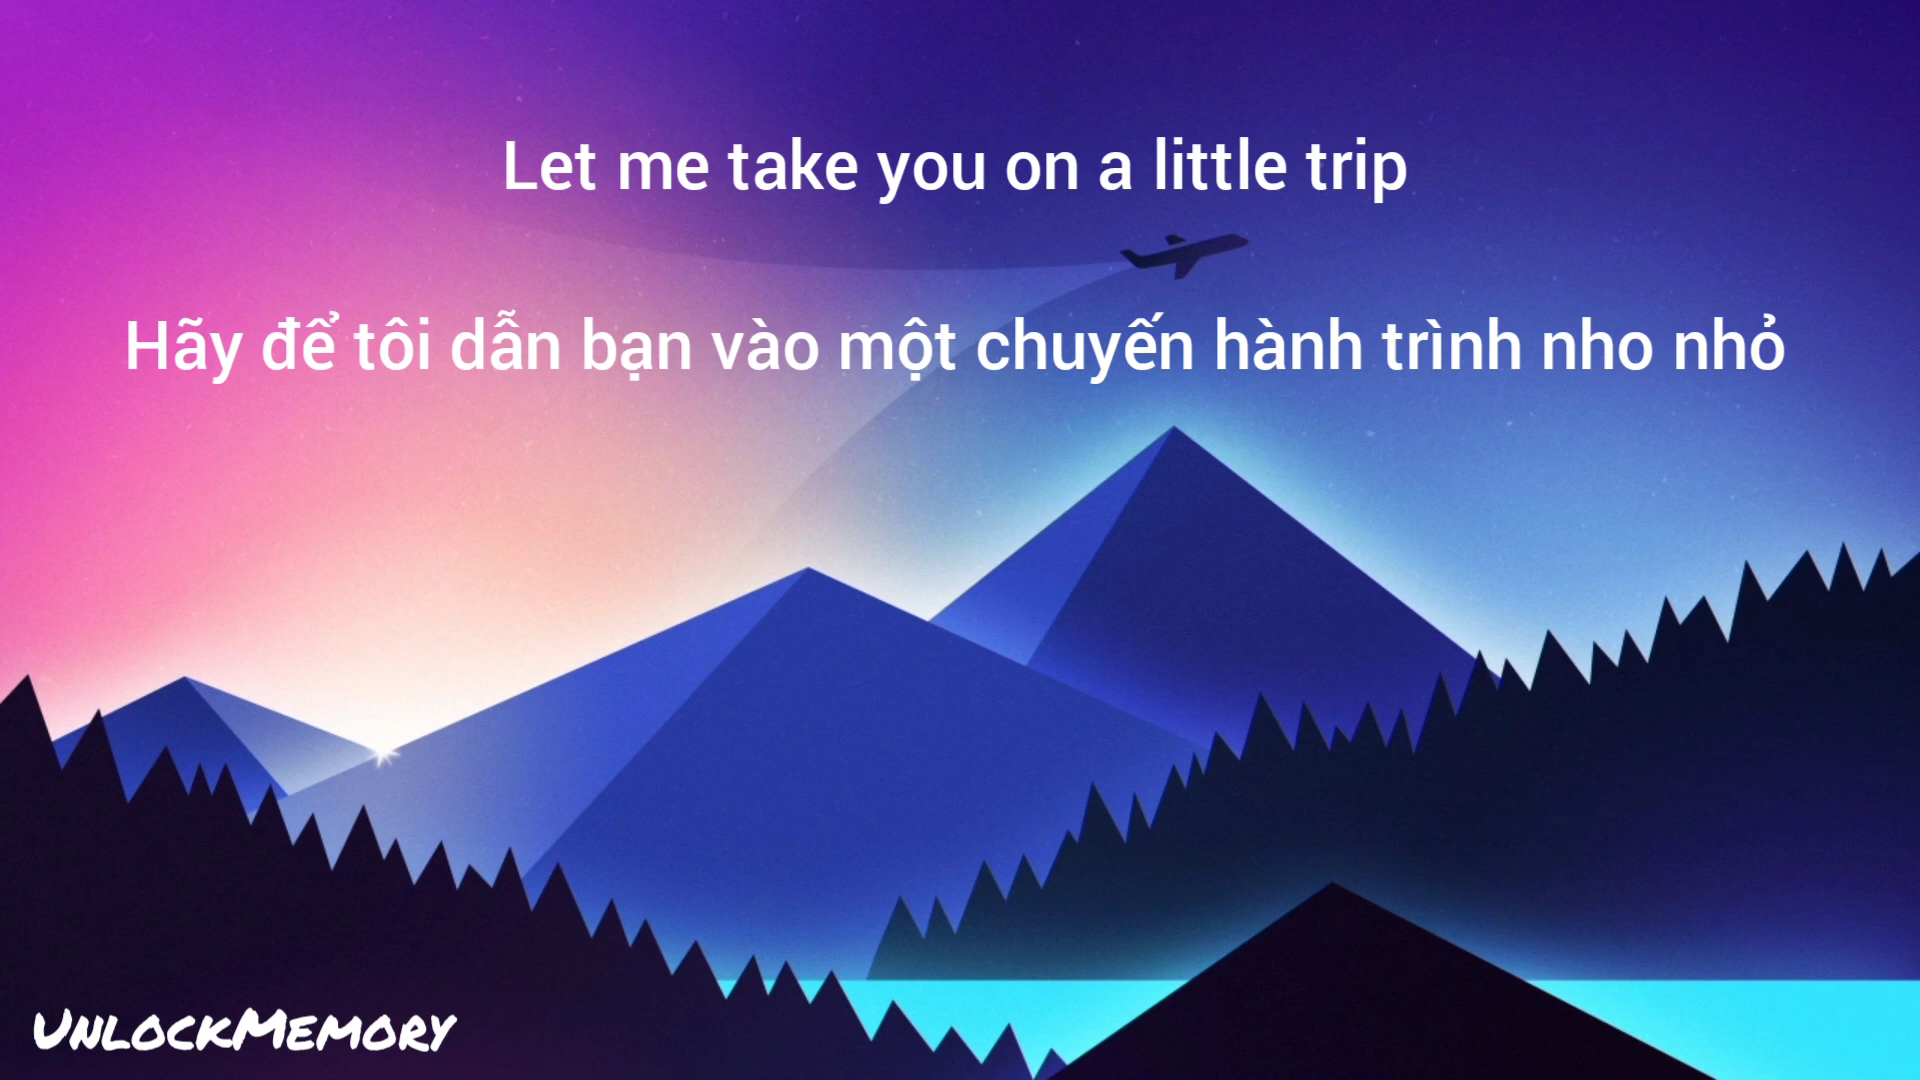 Let me take you on a little trip
Hãy để tôi dẫn bạn vào một chuyến hành trình nho nhỏ
UnlockMemory